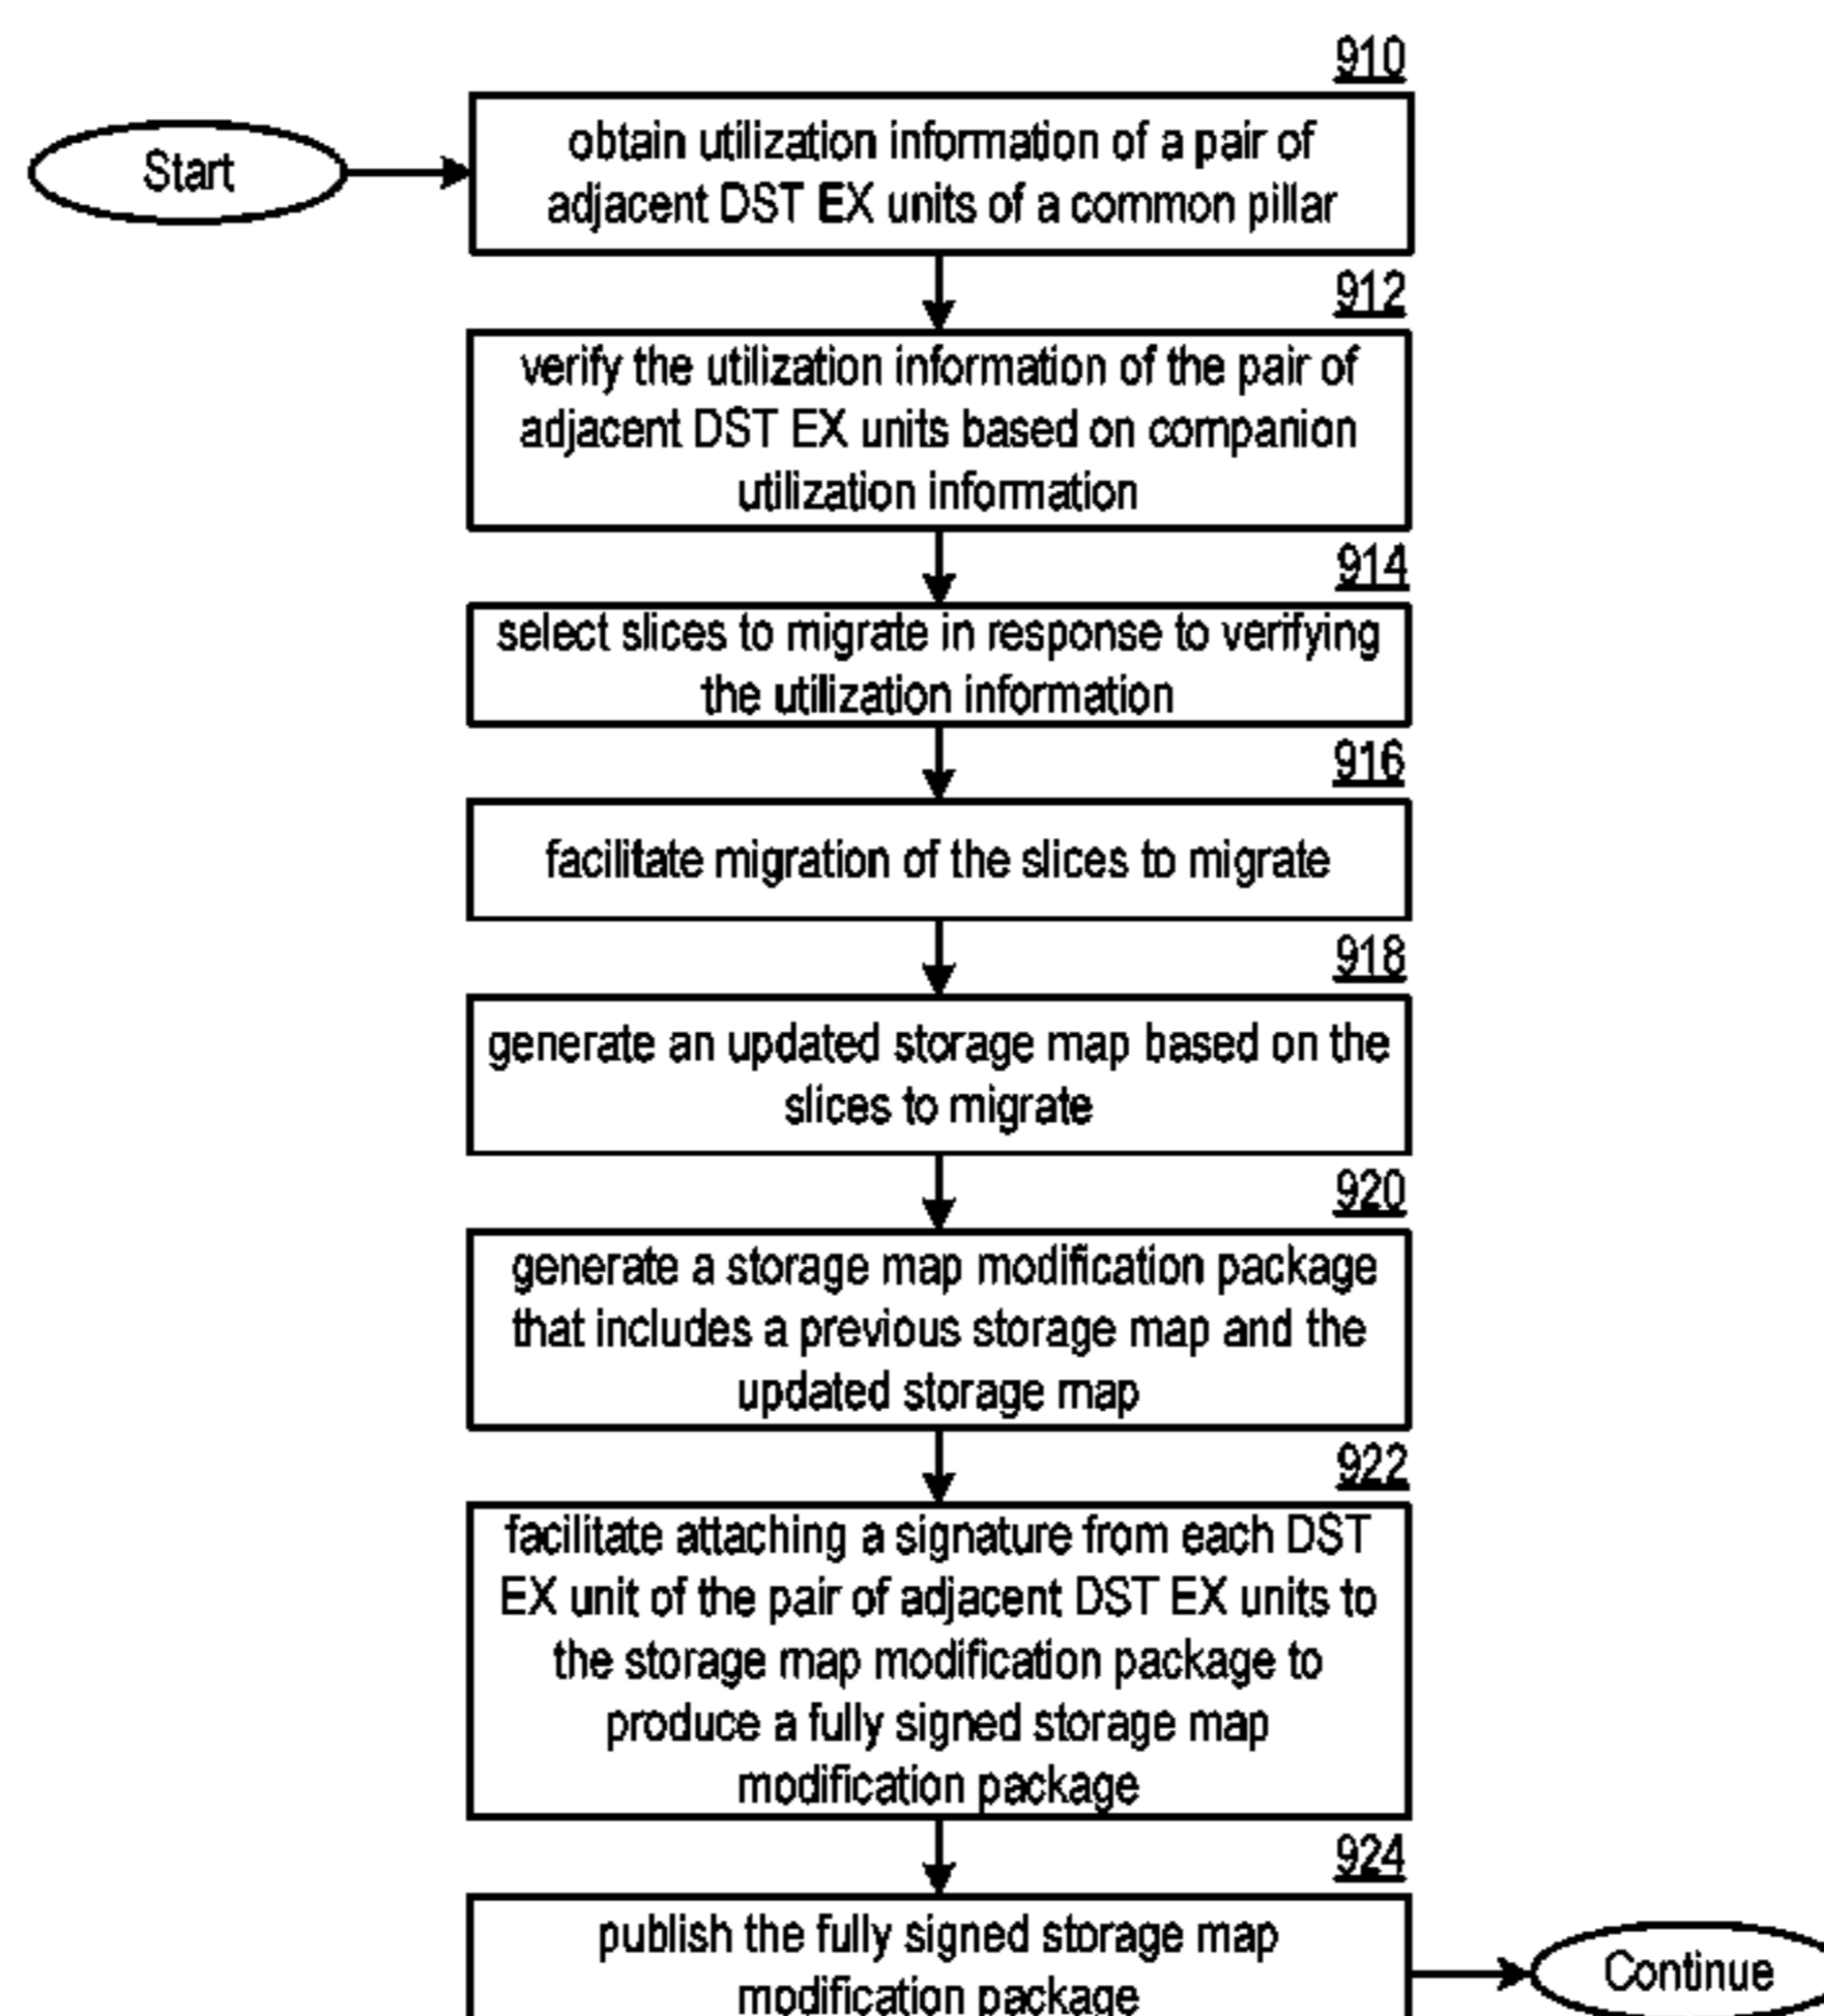 910
Start
obtain utilization information of a pair of
adjacent DST EX units of a common pillar
912
verify the utilization information of the pair of
adjacent DST EX units based on companion
utilization information
914
select slices to migrate in response to verifying
the utilization information
916
facilitate migration of the slices to migrate
918
generate an updated storage map based on the
slices to migrate
920
generate a storage map modification package
that includes a previous storage map and the
updated storage map
922
facilitate attaching a signature from each DST
EX unit of the pair of adjacent DST EX units to
the storage map modification package to
produce a fully signed storage map
modification package
924
publish the fully signed storage map
modification package
Continue